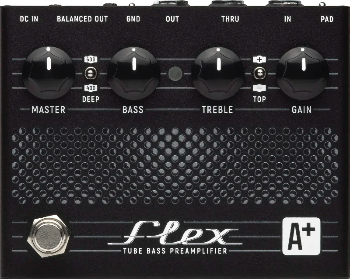 DC IN BALANCED OUT GND OUT THRU IN PAD
MASTER DEEP BASS TREBLE TOP GAIN
flex
A+
TUBE BASS PREAMPLIFIER